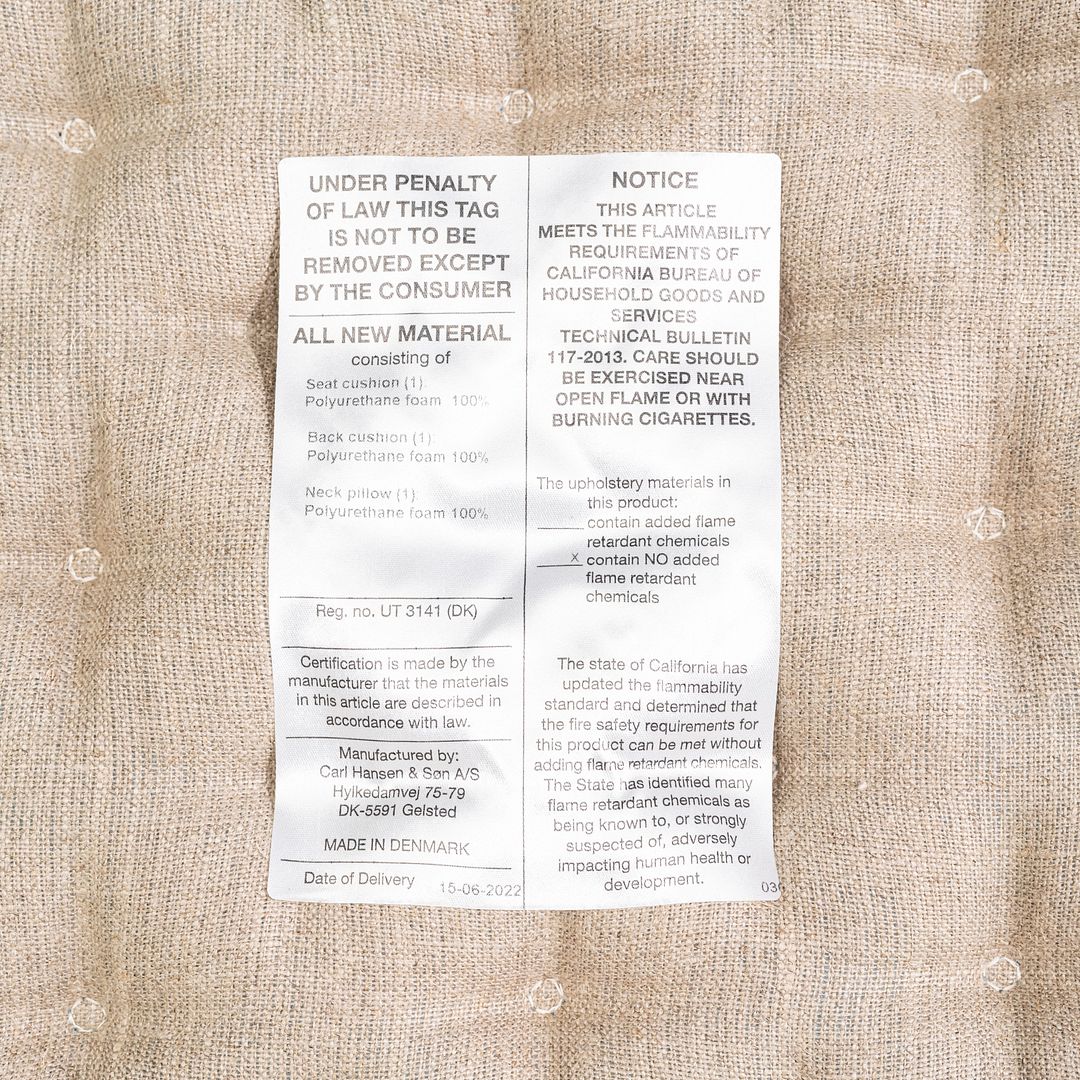 UNDER PENALTY
OF LAW THIS TAG
IS NOT TO BE
REMOVED EXCEPT
BY THE CONSUMER
ALL NEW MATERIAL
consisting of
Seat cushion (1):
Polyurethane foam 100%
Back cushion (1):
Polyurethane foam 100%
Neck pillow (1):
Polyurethane foam 100%
Reg. no. UT 3141 (DK)
Certification is made by the
manufacturer that the materials
in this article are described in
accordance with law.
Manufactured by:
Carl Hansen & Søn A/S
Hylkedamvej 75-79
DK-5591 Gelsted
MADE IN DENMARK
Date of Delivery 15-06-2022
NOTICE
THIS ARTICLE
MEETS THE FLAMMABILITY
REQUIREMENTS OF
CALIFORNIA BUREAU OF
HOUSEHOLD GOODS AND
SERVICES
TECHNICAL BULLETIN
117-2013. CARE SHOULD
BE EXERCISED NEAR
OPEN FLAME OR WITH
BURNING CIGARETTES.
The upholstery materials in
this product:
contain added flame
retardant chemicals
x contain NO added
flame retardant
chemicals
The state of California has
updated the flammability
standard and determined that
the fire safety requirements for
this product can be met without
adding flame retardant chemicals.
The State has identified many
flame retardant chemicals as
being known to, or strongly
suspected of, adversely
impacting human health or
development.